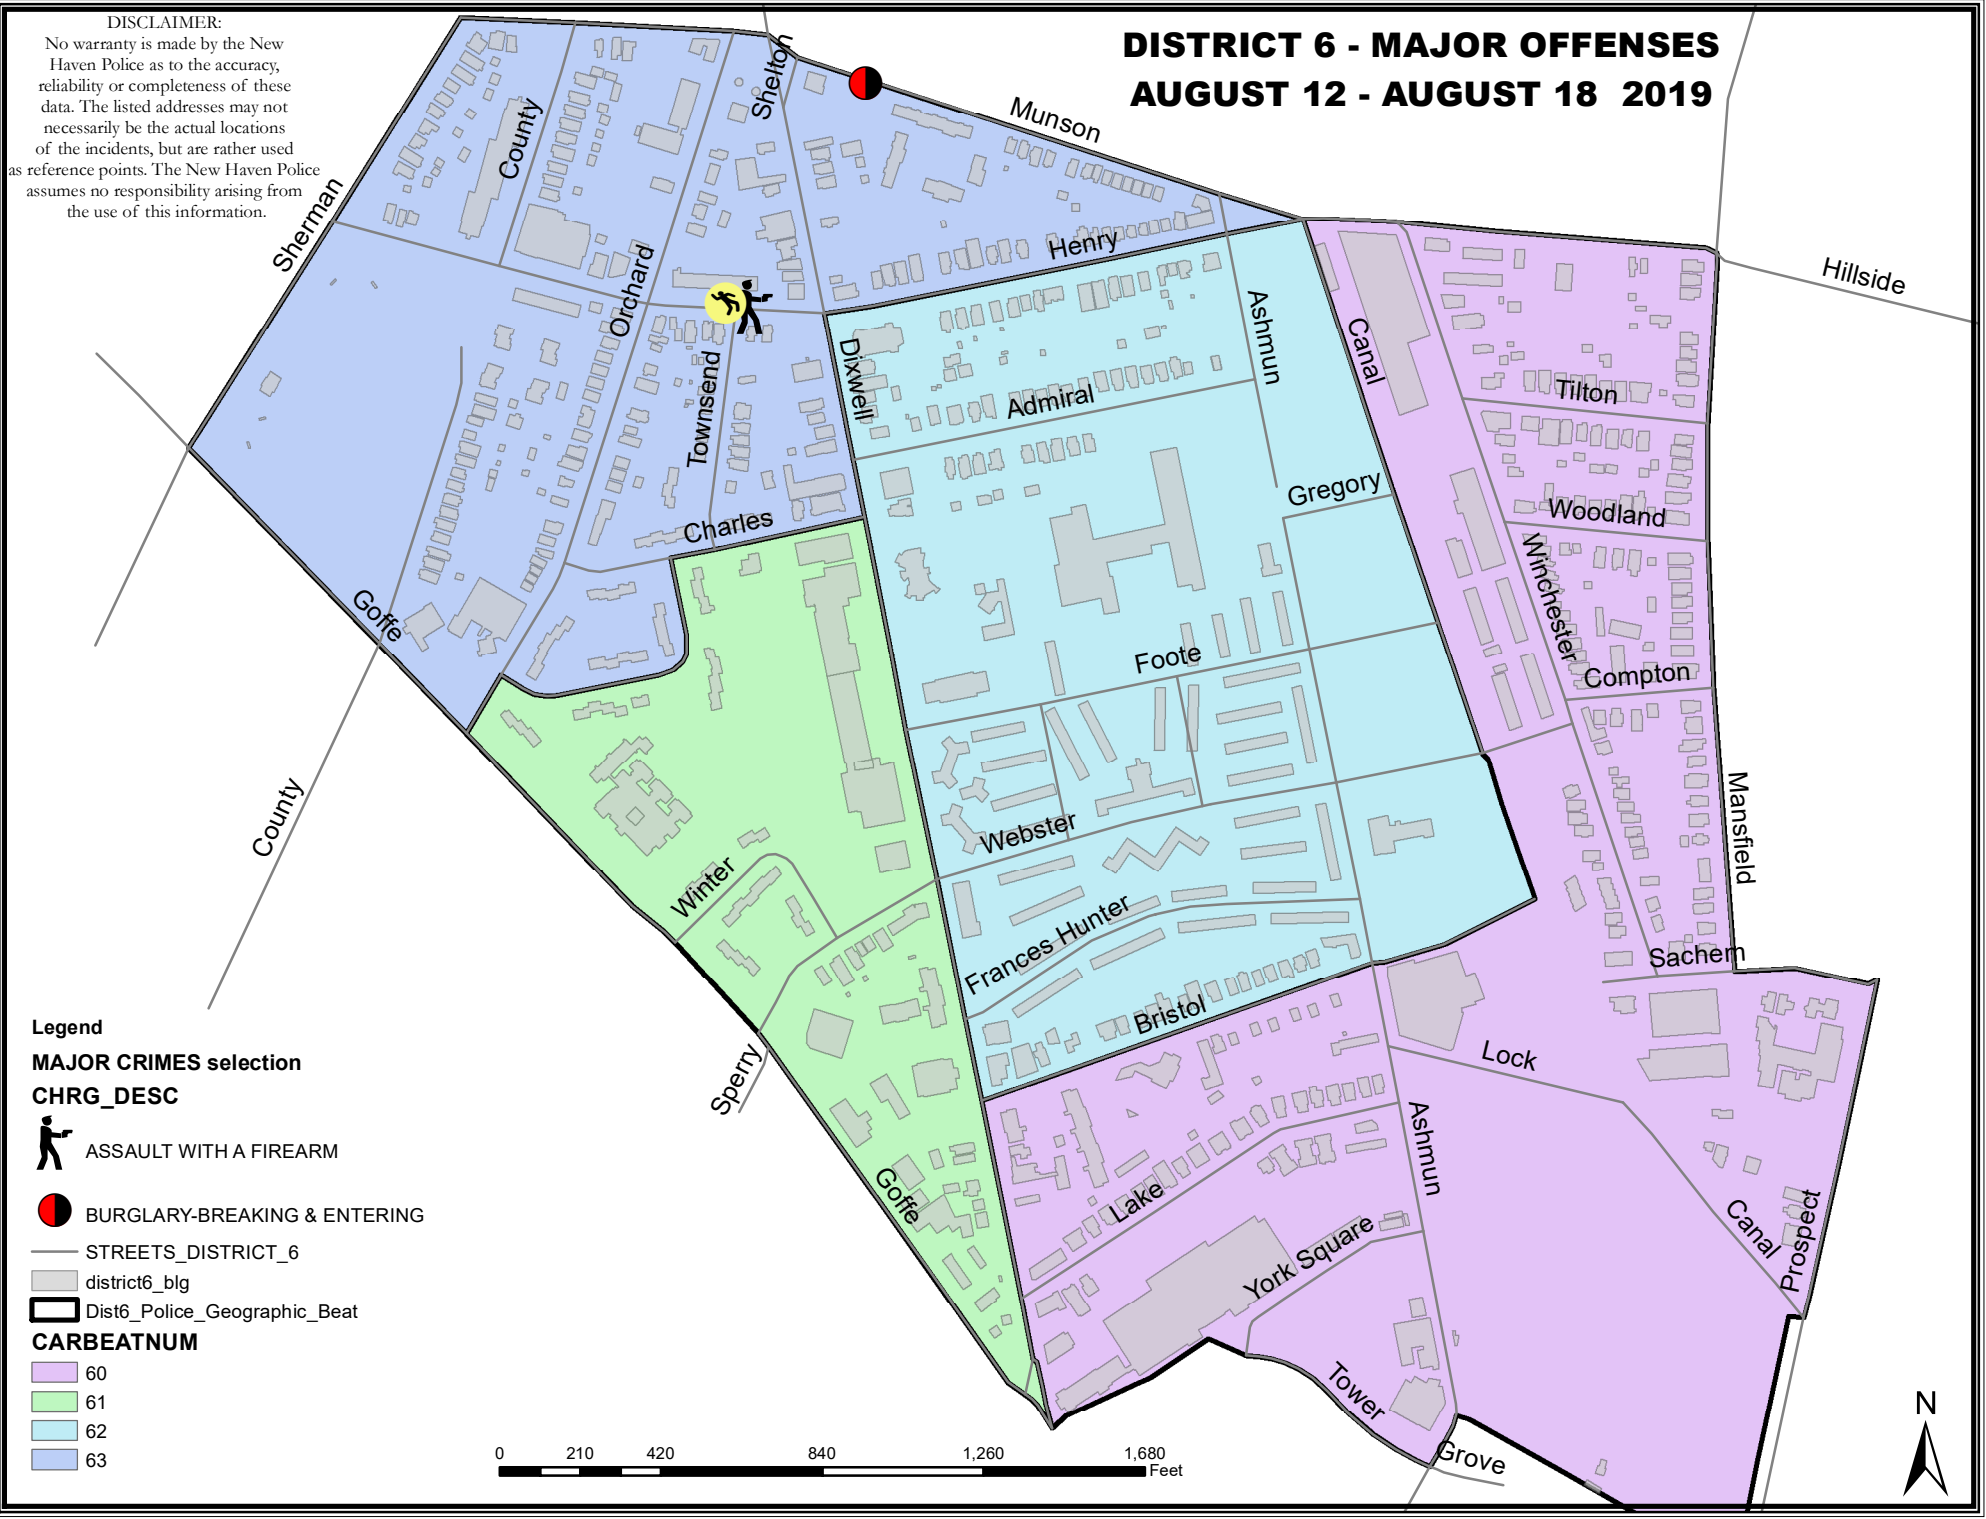 DISCLAIMER:
No warranty is made by the New
Haven Police as to the accuracy,
reliability or completeness of these
data. The listed addresses may not
necessarily be the actual locations
of the incidents, but are rather used
as reference points. The New Haven Police
assumes no responsibility arising from
the use of this information.
DISTRICT 6 - MAJOR OFFENSES
AUGUST 12 - AUGUST 18 2019
Shelton
Munson
County
Sherman
Henry
Hillside
Orchard
Ashmun
Canal
Dixwell
Townsend
Admiral
Tilton
Gregory
Woodland
Charles
Winchester
Goffe
Foote
Compton
Mansfield
County
Webster
Winter
Frances Hunter
Sachem
Bristol
Lock
Sperry
Ashmun
Goffe
Lake
Canal
Prospect
York Square
Tower
Grove
Legend
MAJOR CRIMES selection
CHRG_DESC
ASSAULT WITH A FIREARM
BURGLARY-BREAKING & ENTERING
STREETS_DISTRICT_6
district6_blg
Dist6_Police_Geographic_Beat
CARBEATNUM
60
61
62
63
0 210 420 840 1,260 1,680
Feet
N